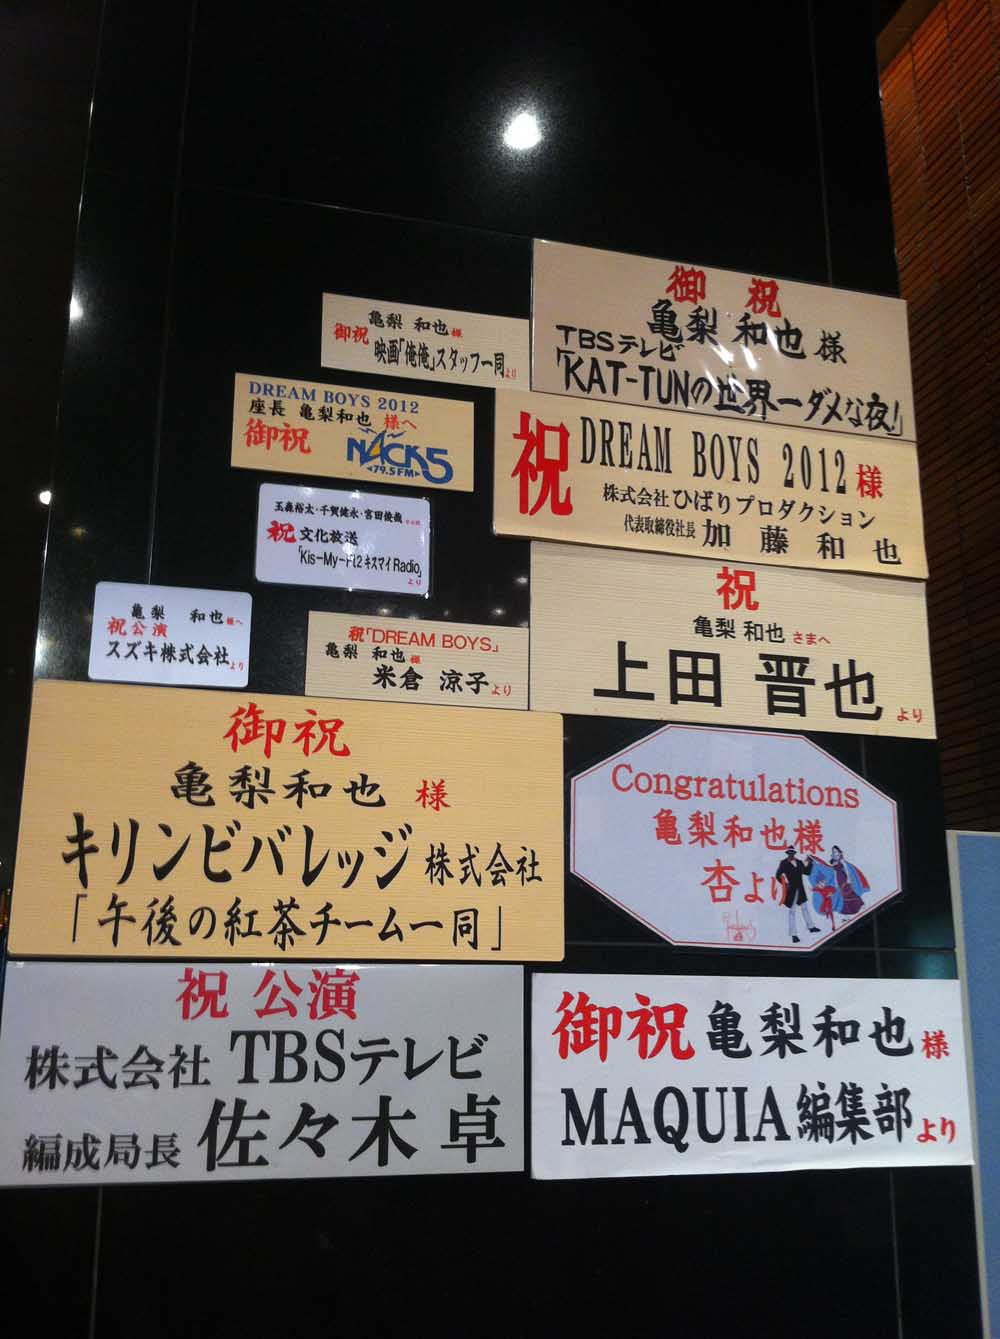 御祝
亀梨 和也 様
TBSテレビ
「KAT-TUNの世界一ダメな夜!」
亀梨 和也 様
御祝 映画「俺俺」スタッフ一同より
DREAM BOYS 2012
座長 亀梨和也 様へ
御祝 NACK5
79.5FM
祝 DREAM BOYS 2012 様
株式会社ひばりプロダクション
代表取締役社長 加藤和也
玉森裕太・千賀健永・宮田俊哉
祝 文化放送
「Kis-My-Ft2 キスマイ Radio」
より
祝
亀梨 和也 さまへ
上田 晋也 より
亀梨 和也 様へ
祝公演
スズキ株式会社より
祝「DREAM BOYS」
亀梨 和也 様
米倉 涼子より
御祝
亀梨和也 様
キリンビバレッジ株式会社
「午後の紅茶チーム一同」
Congratulations
亀梨和也様
杏より
祝 公演
株式会社 TBSテレビ
編成局長 佐々木 卓
御祝 亀梨和也 様
MAQUIA編集部より